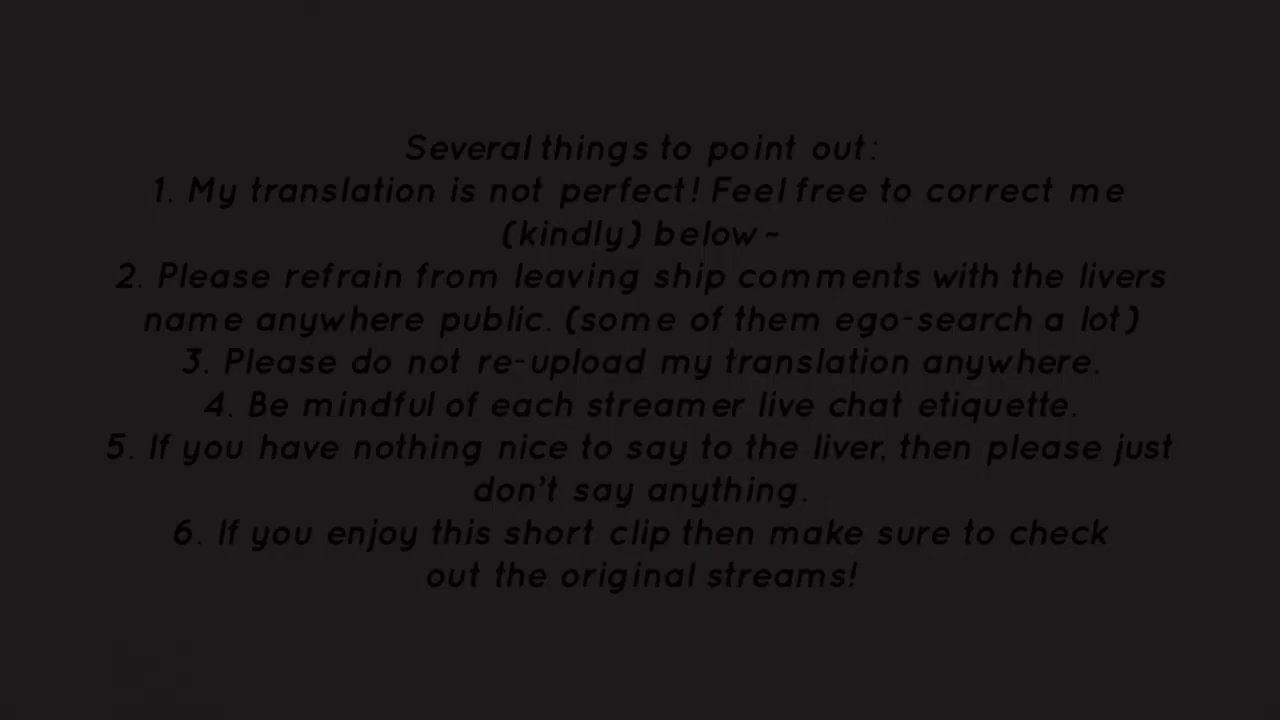 Several things to point out:
1. My translation is not perfect! Feel free to correct me
(kindly) below~
2. Please refrain from leaving ship comments with the livers
name anywhere public. (some of them ego-search a lot)
3. Please do not re-upload my translation anywhere.
4. Be mindful of each streamer live chat etiquette.
5. If you have nothing nice to say to the liver, then please just
don't say anything.
6. If you enjoy this short clip then make sure to check
out the original streams!